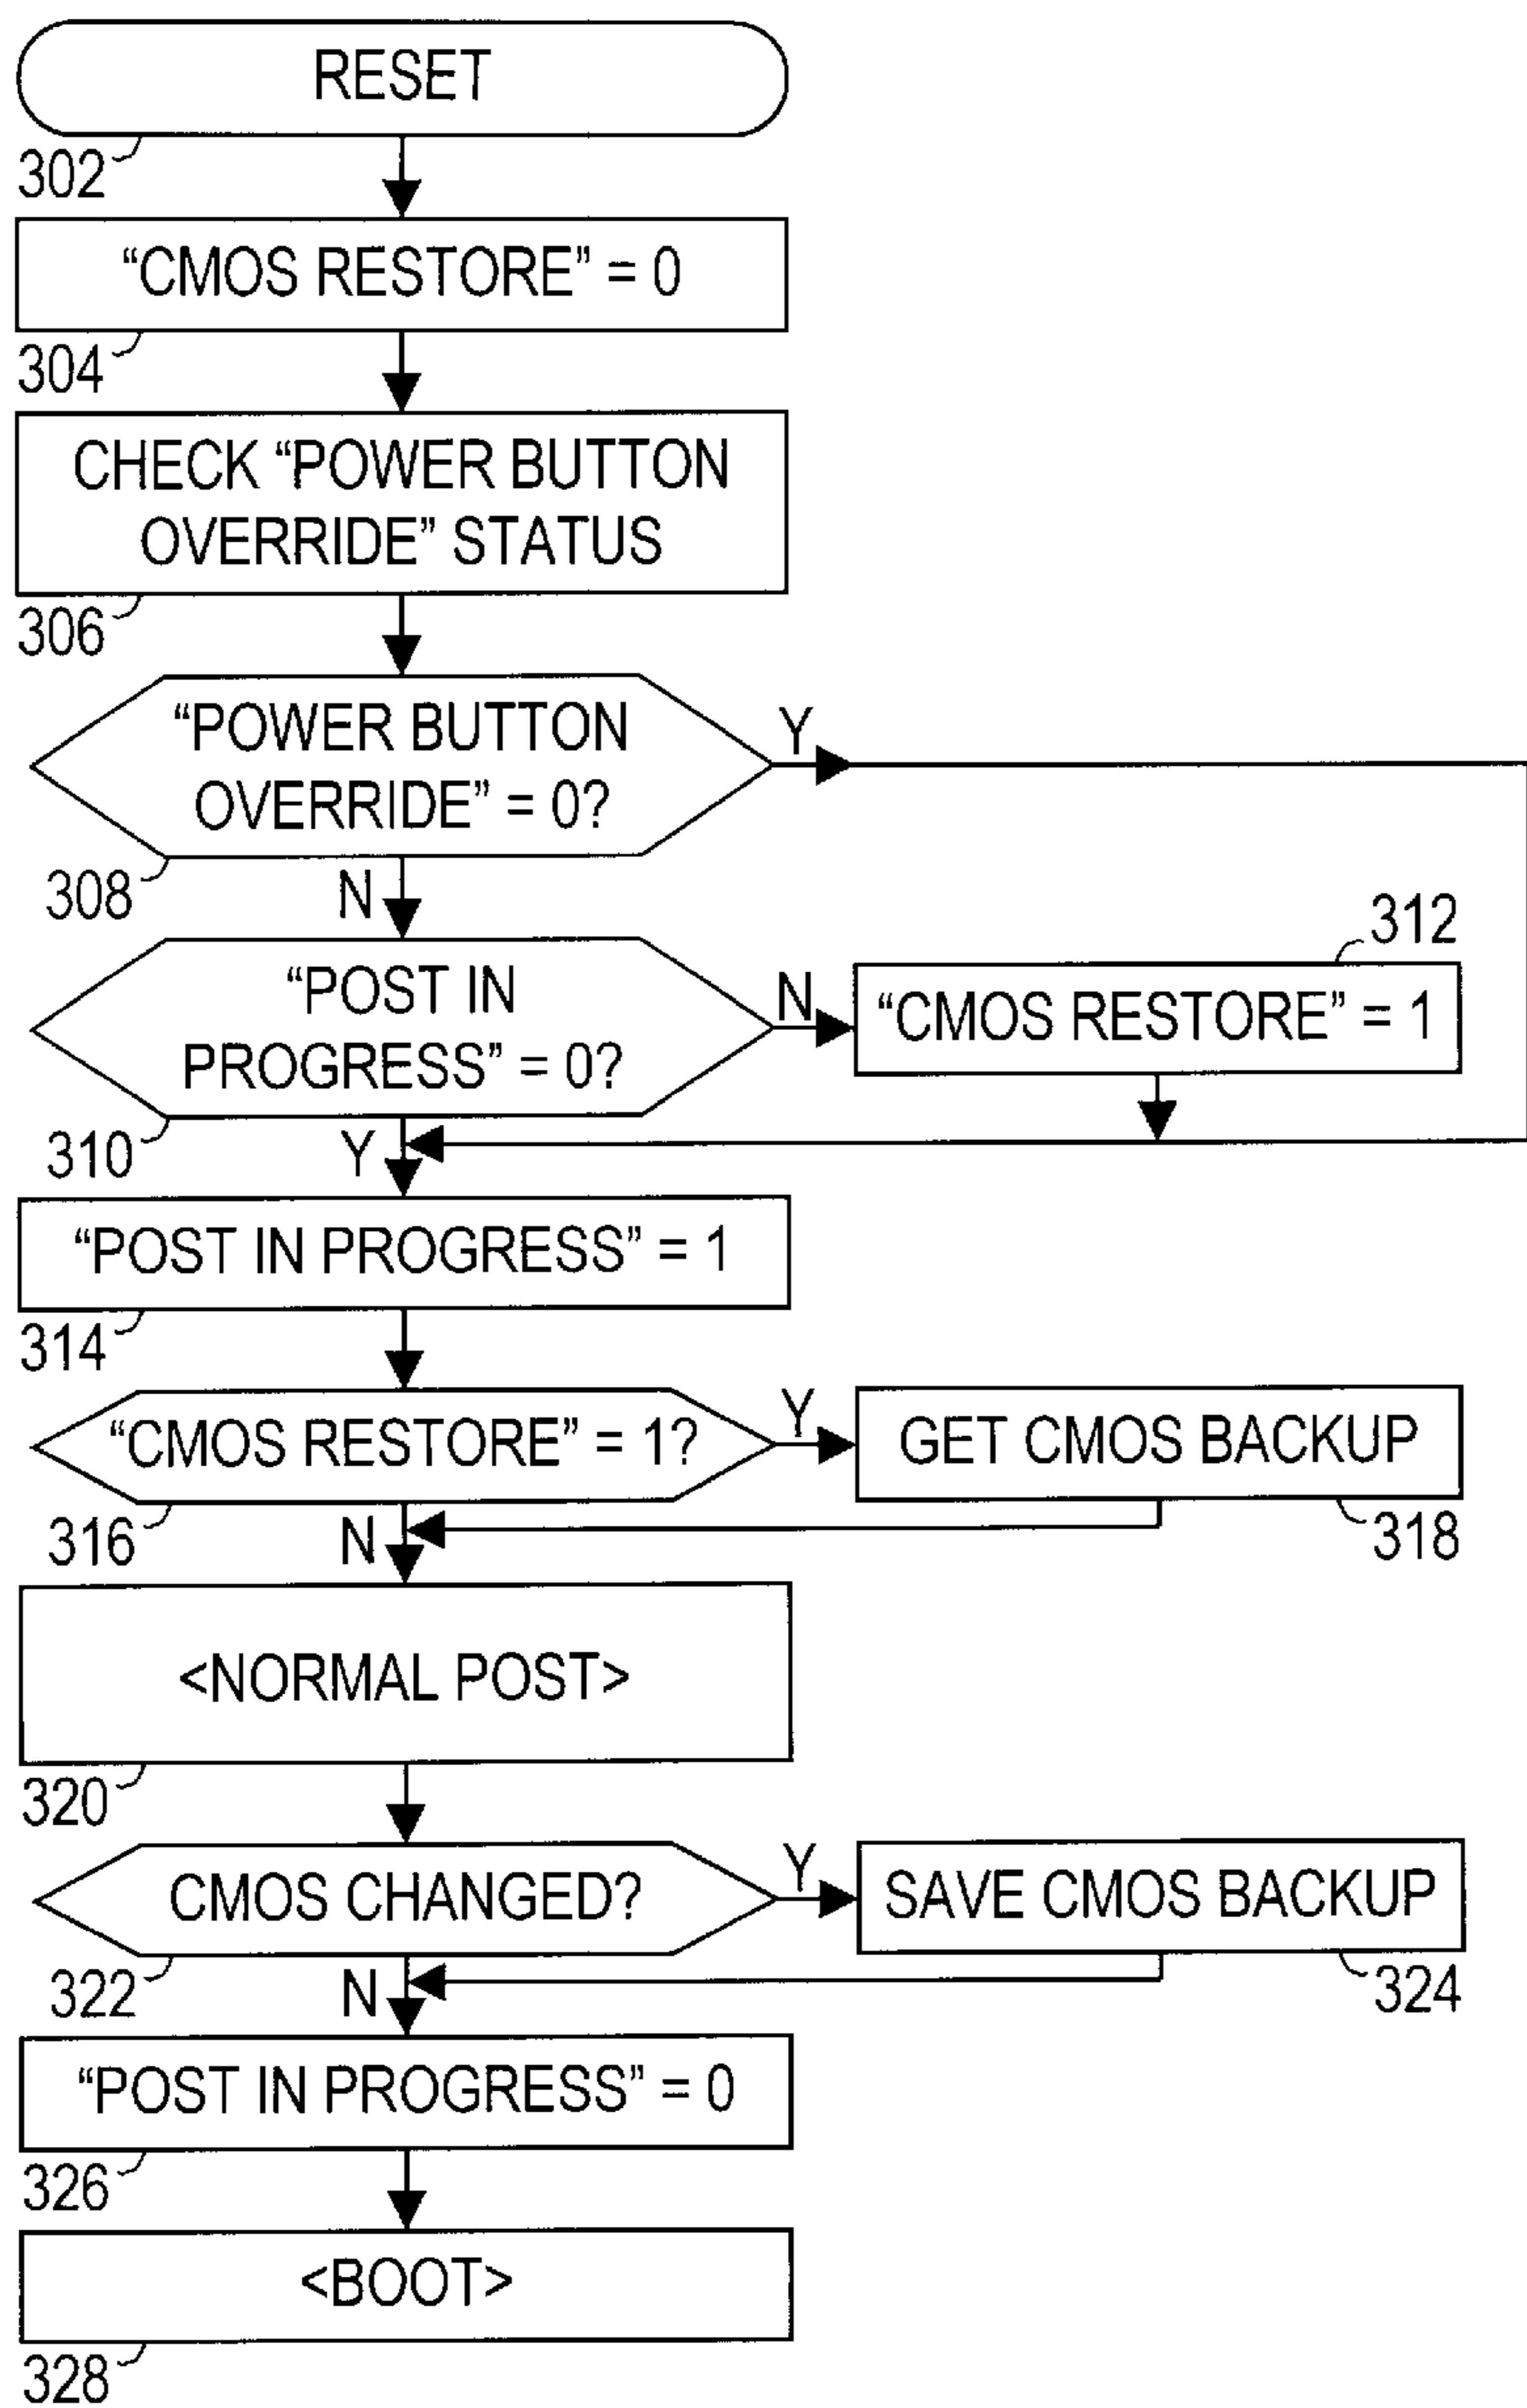 RESET
302
“CMOS RESTORE” = 0
304
CHECK “POWER BUTTON
OVERRIDE” STATUS
306
“POWER BUTTON
OVERRIDE” = 0?
Y
308
N
312
“POST IN
PROGRESS” = 0?
N
“CMOS RESTORE” = 1
310
Y
“POST IN PROGRESS” = 1
314
“CMOS RESTORE” = 1?
Y
GET CMOS BACKUP
316
N
318
<NORMAL POST>
320
CMOS CHANGED?
Y
SAVE CMOS BACKUP
322
N
324
“POST IN PROGRESS” = 0
326
<BOOT>
328